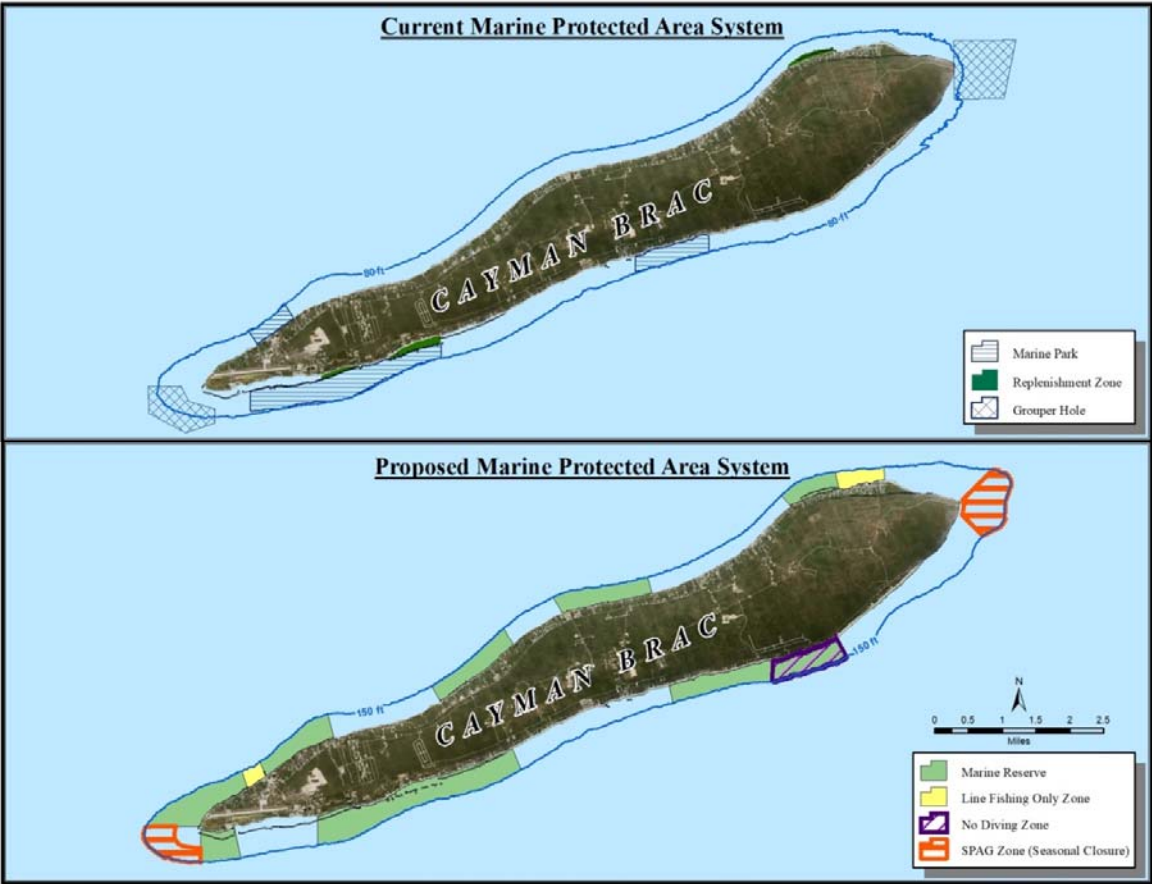 Current Marine Protected Area System
CAYMAN BRAC
80 ft
80 ft
Marine Park
Replenishment Zone
Grouper Hole
Proposed Marine Protected Area System
CAYMAN BRAC
150 ft
150 ft
N
0 0.5 1 1.5 2 2.5
Miles
Marine Reserve
Line Fishing Only Zone
No Diving Zone
SPAG Zone (Seasonal Closure)